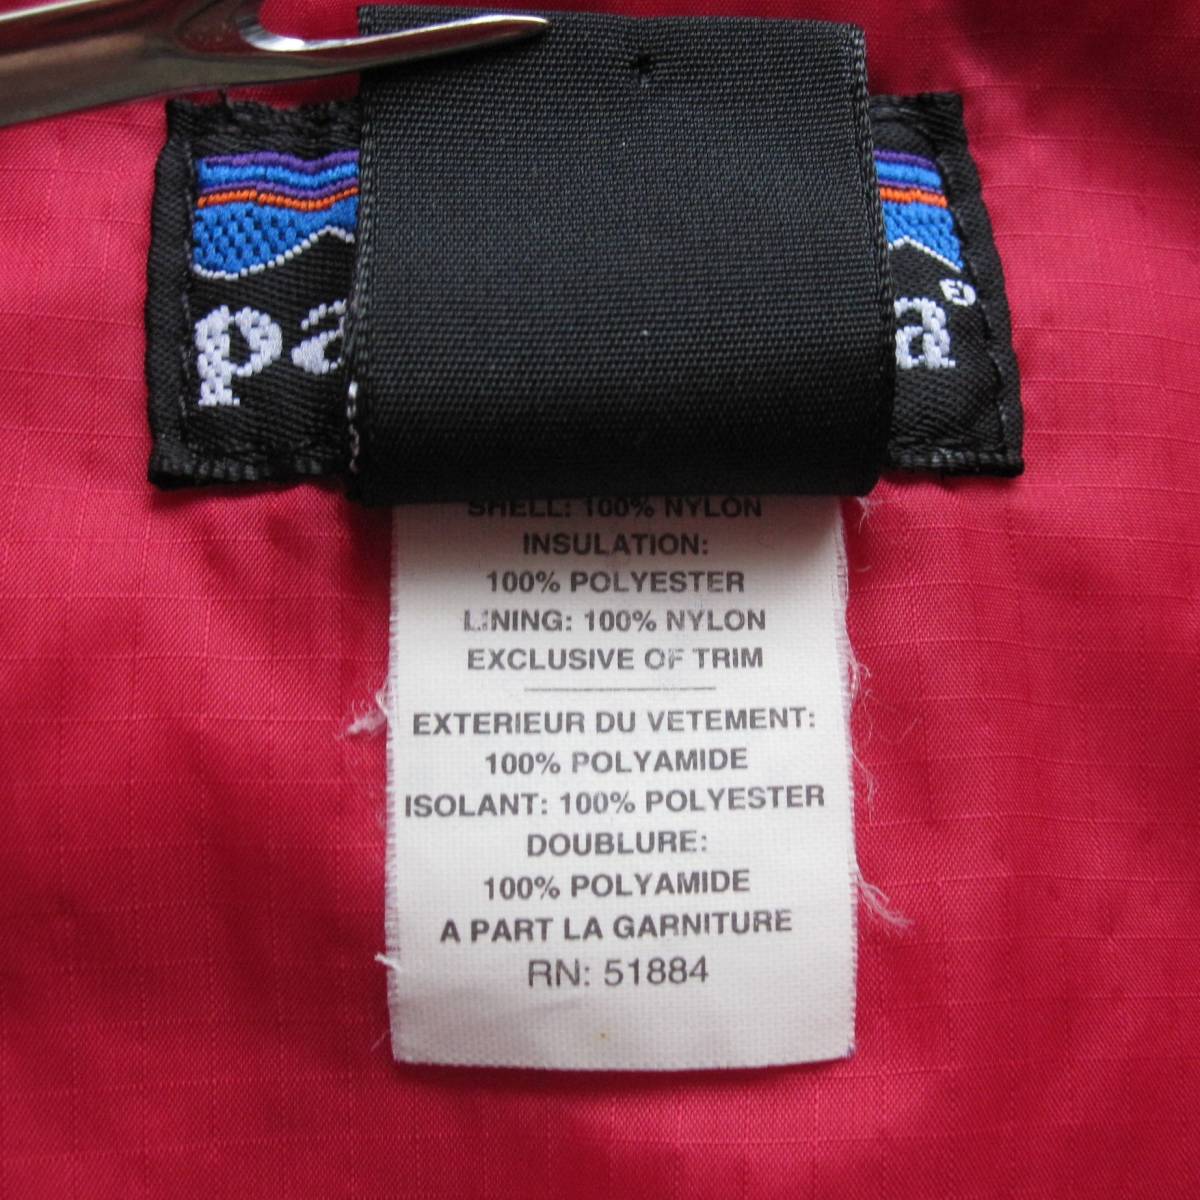 pa a
SHELL: 100% NYLON
INSULATION:
100% POLYESTER
LINING: 100% NYLON
EXCLUSIVE OF TRIM
EXTERIEUR DU VETEMENT:
100% POLYAMIDE
ISOLANT: 100% POLYESTER
DOUBLURE:
100% POLYAMIDE
A PART LA GARNITURE
RN: 51884